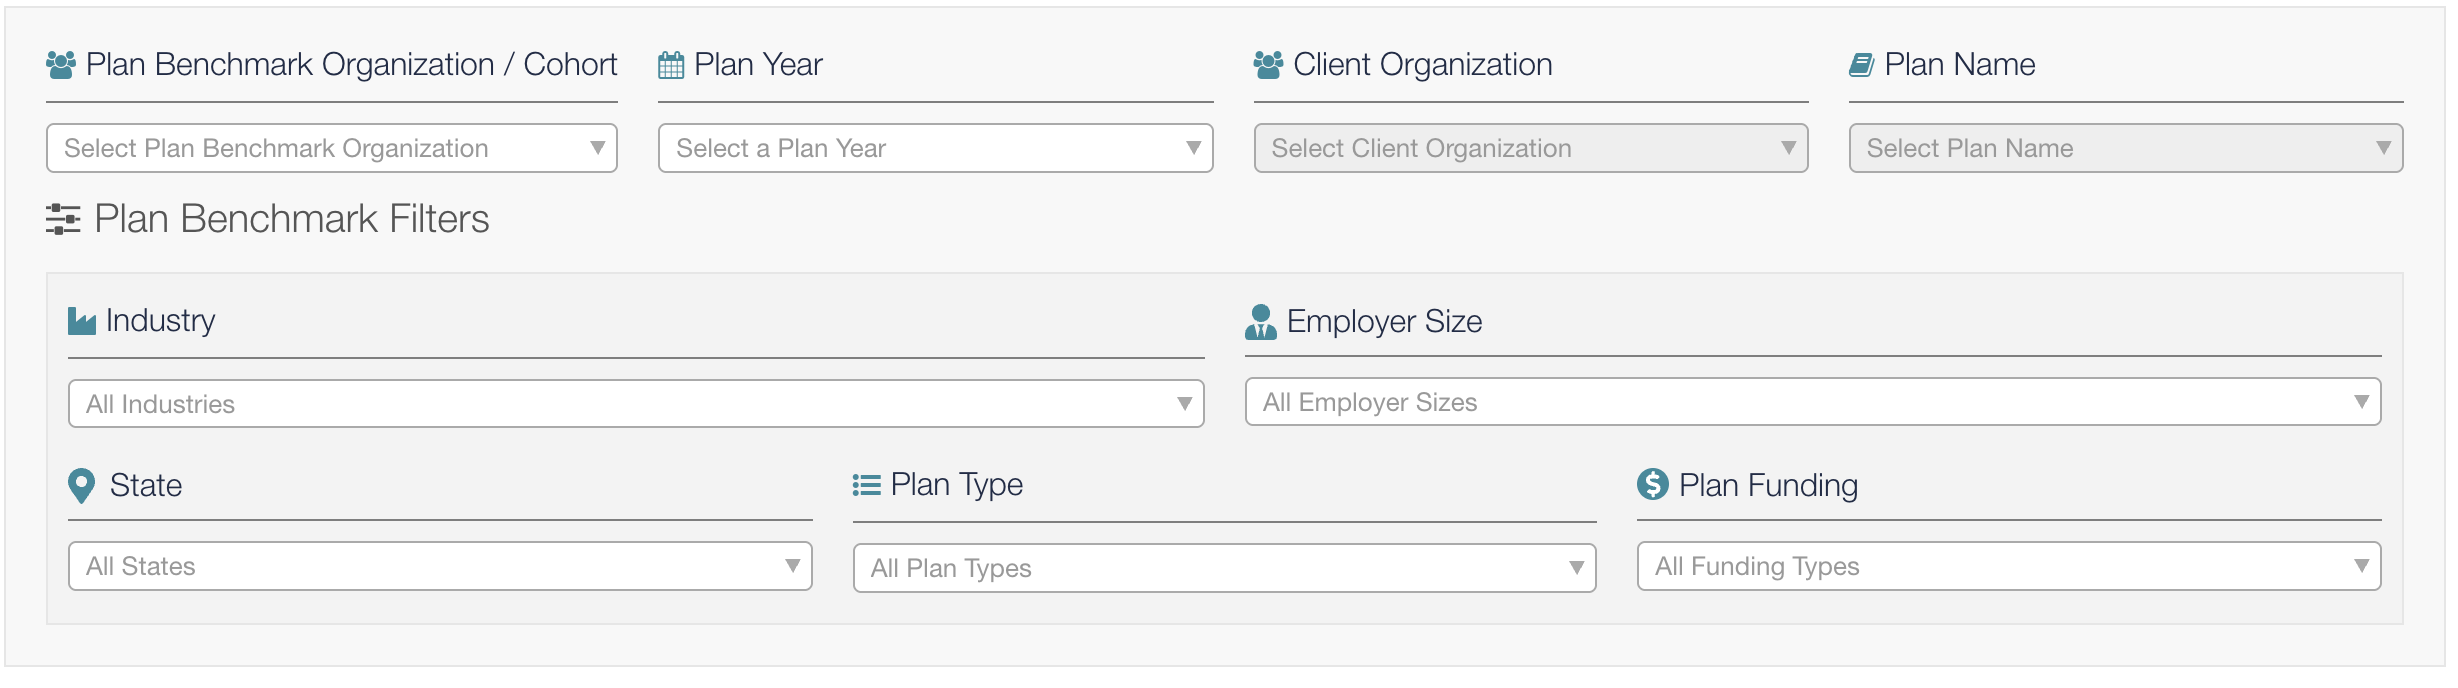 Plan Benchmark Organization / Cohort
Select Plan Benchmark Organization
Plan Year
Select a Plan Year
Client Organization
Select Client Organization
Plan Name
Select Plan Name
Plan Benchmark Filters
Industry
All Industries
Employer Size
All Employer Sizes
State
All States
Plan Type
All Plan Types
Plan Funding
All Funding Types